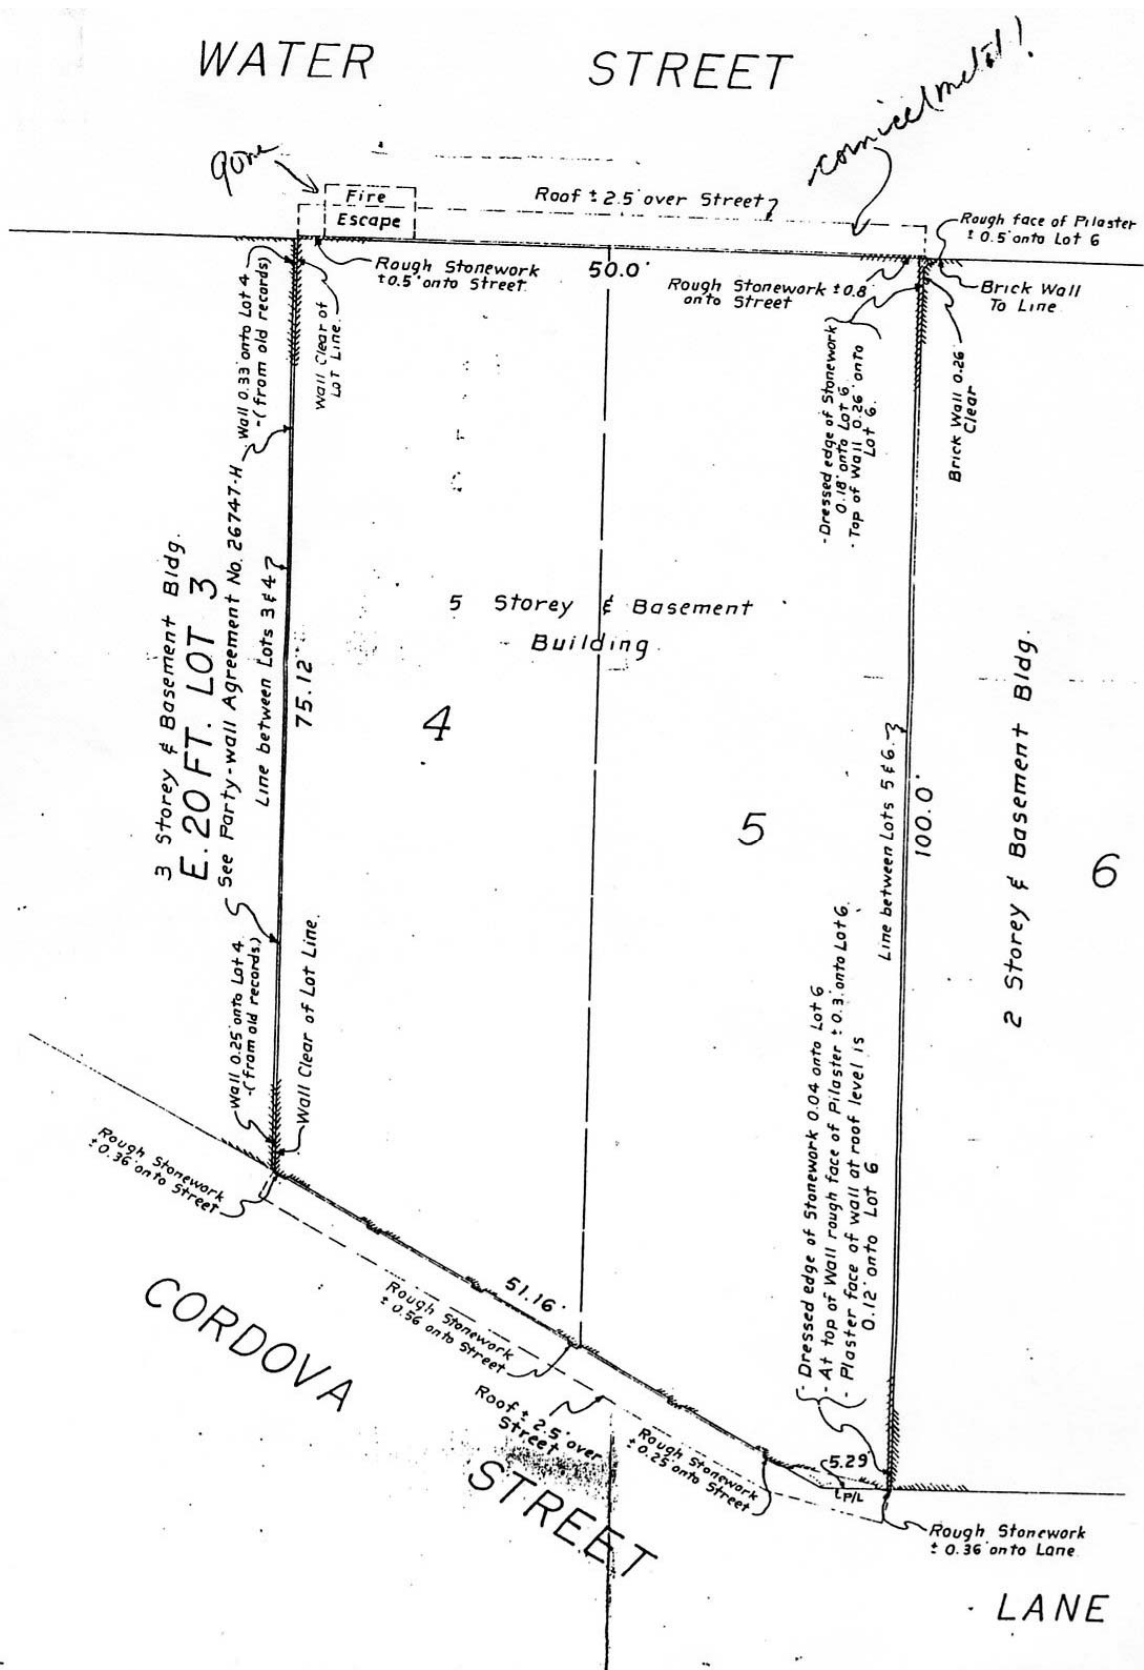 WATER STREET
cornice (metal!
gone
Fire
Escape
Roof ± 2.5' over Street
Rough face of Pilaster
± 0.5' onto Lot 6
Rough Stonework
±0.5' onto Street
50.0'
Rough Stonework ±0.8'
onto Street
Brick Wall
To Line
Wall 0.33' onto Lot 4
-(from old records)
Wall Clear of
Lot Line.
-Dressed edge of Stonework
0.18' onto Lot 6
-Top of Wall 0.26' onto
Lot 6.
Brick Wall 0.26'
Clear
3 Storey & Basement Bldg.
E. 20 FT. LOT 3
See Party-wall Agreement No. 26747-H
Line between Lots 3 & 4
75.12'
5 Storey & Basement
Building
4
5
6
Line between Lots 5 & 6
100.0'
2 Storey & Basement Bldg.
Wall 0.25' onto Lot 4
-(from old records.)
Wall Clear of Lot Line.
-Dressed edge of Stonework 0.04 onto Lot 6
-At top of Wall rough face of Pilaster ± 0.3' onto Lot 6.
-Plaster face of wall at roof level is
0.12' onto Lot 6
Rough Stonework
±0.36' onto Street
51.16'
Rough Stonework
± 0.56 onto Street
Roof ± 2.5' over
Street
Rough Stonework
± 0.25 onto Street
5.29'
P/L
Rough Stonework
± 0.36' onto Lane
CORDOVA STREET
LANE